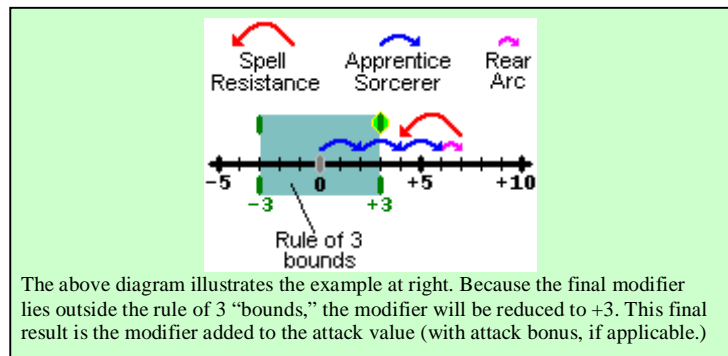 Spell Resistance
Apprentice Sorcerer
Rear Arc
-5 0 +5 +10
-3 +3
Rule of 3
bounds
The above diagram illustrates the example at right. Because the final modifier
lies outside the rule of 3 “bounds,” the modifier will be reduced to +3. This final
result is the modifier added to the attack value (with attack bonus, if applicable.)